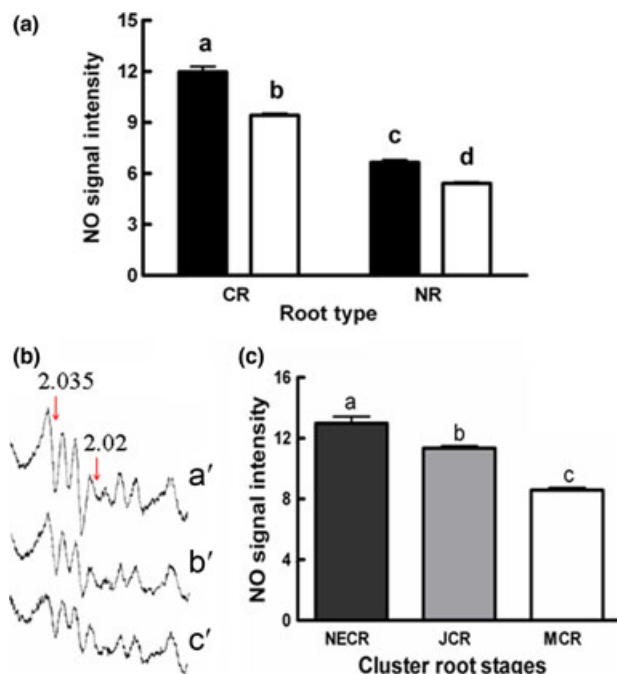 (a)
NO signal intensity
15
12
9
6
3
0
a
b
c
d
CR NR
Root type
(b)
2.035
2.02
a′
b′
c′
(c)
NO signal intensity
16
12
8
4
0
a
b
c
NECR JCR MCR
Cluster root stages